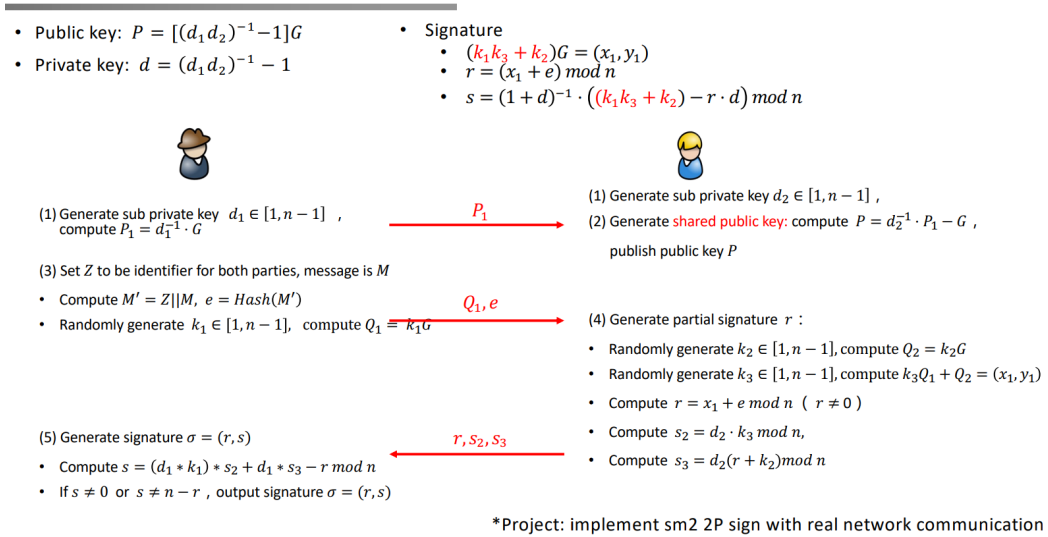 • Public key: P = [(d₁d₂)⁻¹−1]G
• Private key: d = (d₁d₂)⁻¹ − 1
• Signature
• (k₁k₃ + k₂)G = (x₁,y₁)
• r = (x₁ + e) mod n
• s = (1 + d)⁻¹ · ((k₁k₃ + k₂) − r · d) mod n
(1) Generate sub private key d₁ ∈ [1, n − 1] ,
compute P₁ = d₁⁻¹ · G
P₁
(1) Generate sub private key d₂ ∈ [1, n − 1] ,
(2) Generate shared public key: compute P = d₂⁻¹ · P₁ − G ,
publish public key P
(3) Set Z to be identifier for both parties, message is M
• Compute M′ = Z||M, e = Hash(M′)
• Randomly generate k₁ ∈ [1, n − 1], compute Q₁ = k₁G
Q₁, e
(4) Generate partial signature r :
• Randomly generate k₂ ∈ [1, n − 1], compute Q₂ = k₂G
• Randomly generate k₃ ∈ [1, n − 1], compute k₃Q₁ + Q₂ = (x₁, y₁)
• Compute r = x₁ + e mod n ( r ≠ 0 )
• Compute s₂ = d₂ · k₃ mod n,
• Compute s₃ = d₂(r + k₂)mod n
r, s₂, s₃
(5) Generate signature σ = (r, s)
• Compute s = (d₁ * k₁) * s₂ + d₁ * s₃ − r mod n
• If s ≠ 0 or s ≠ n − r , output signature σ = (r, s)
*Project: implement sm2 2P sign with real network communication